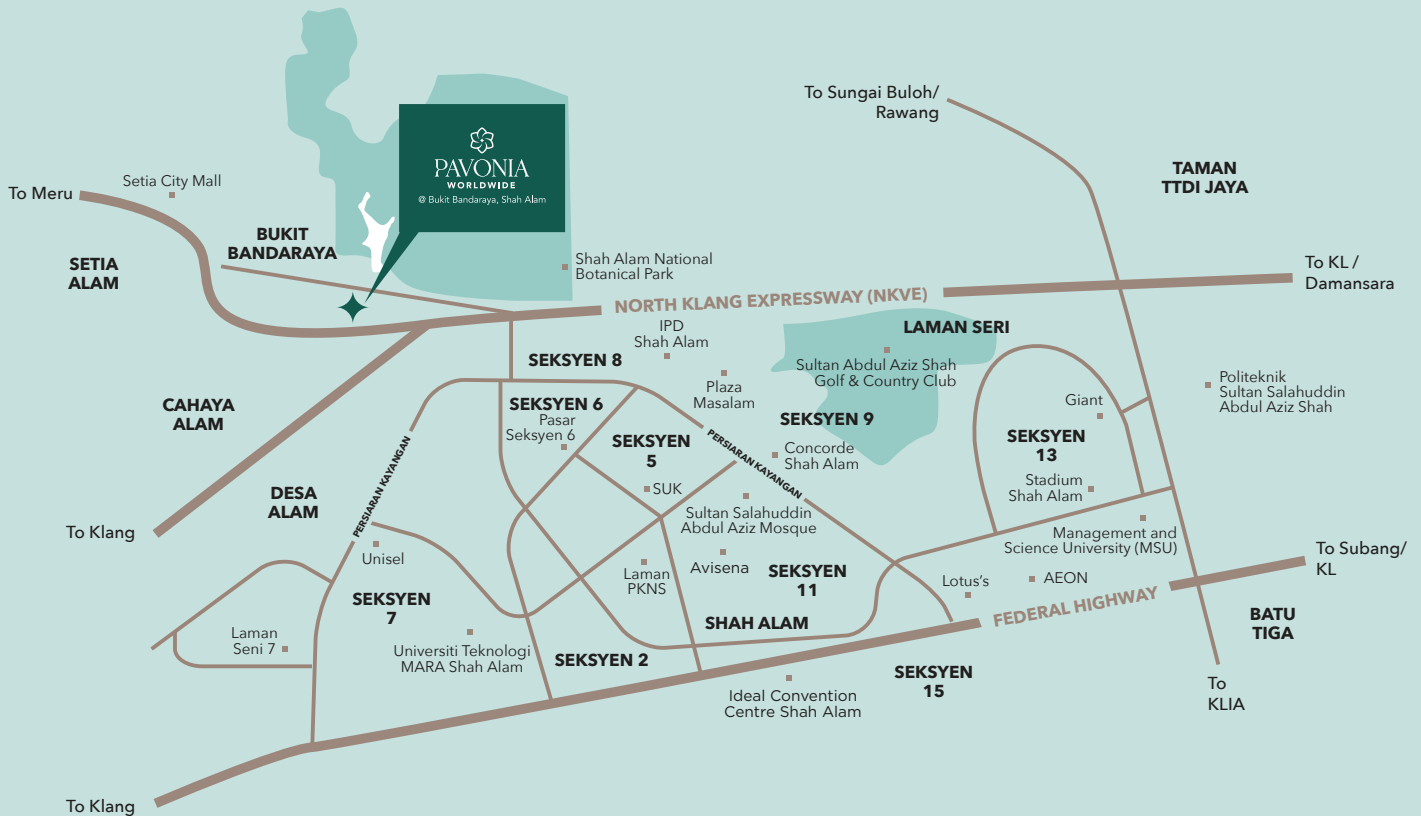 To Sungai Buloh/
Rawang
PAVONIA
WORLDWIDE
@ Bukit Bandaraya, Shah Alam
TAMAN
TTDI JAYA
To Meru
Setia City Mall
BUKIT
BANDARAYA
SETIA
ALAM
Shah Alam National
Botanical Park
To KL /
Damansara
NORTH KLANG EXPRESSWAY (NKVE)
IPD
Shah Alam
LAMAN SERI
SEKSYEN 8
Sultan Abdul Aziz Shah
Golf & Country Club
Plaza
Masalam
Politeknik
Sultan Salahuddin
Abdul Aziz Shah
CAHAYA
ALAM
SEKSYEN 6
Pasar
Seksyen 6
SEKSYEN 9
Giant
SEKSYEN
5
PERSIARAN KAYANGAN
SEKSYEN
13
Concorde
Shah Alam
PERSIARAN KAYANGAN
DESA
ALAM
SUK
Stadium
Shah Alam
Sultan Salahuddin
Abdul Aziz Mosque
To Klang
Management and
Science University (MSU)
Unisel
Laman
PKNS
Avisena
SEKSYEN
11
To Subang/
KL
Lotus's
AEON
SEKSYEN
7
FEDERAL HIGHWAY
BATU
TIGA
SHAH ALAM
Laman
Seni 7
Universiti Teknologi
MARA Shah Alam
SEKSYEN 2
SEKSYEN
15
Ideal Convention
Centre Shah Alam
To
KLIA
To Klang